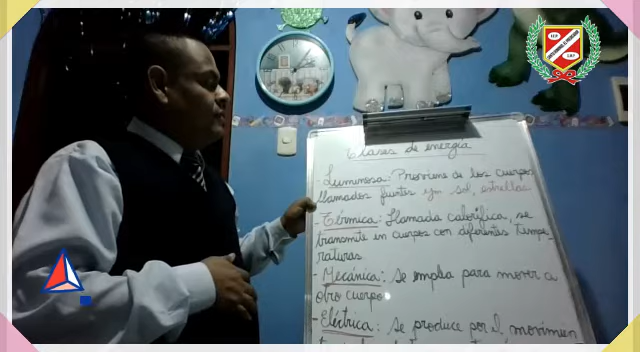 Clases de energía
- Luminosa: Proviene de los cuerpos
llamados fuentes sol, estrellas
- Térmica: Llamada calorífica, se
transmite en cuerpos con diferentes tempe-
raturas
- Mecánica: Se emplea para mover a
otro cuerpo
- Eléctrica: Se produce por el movimien